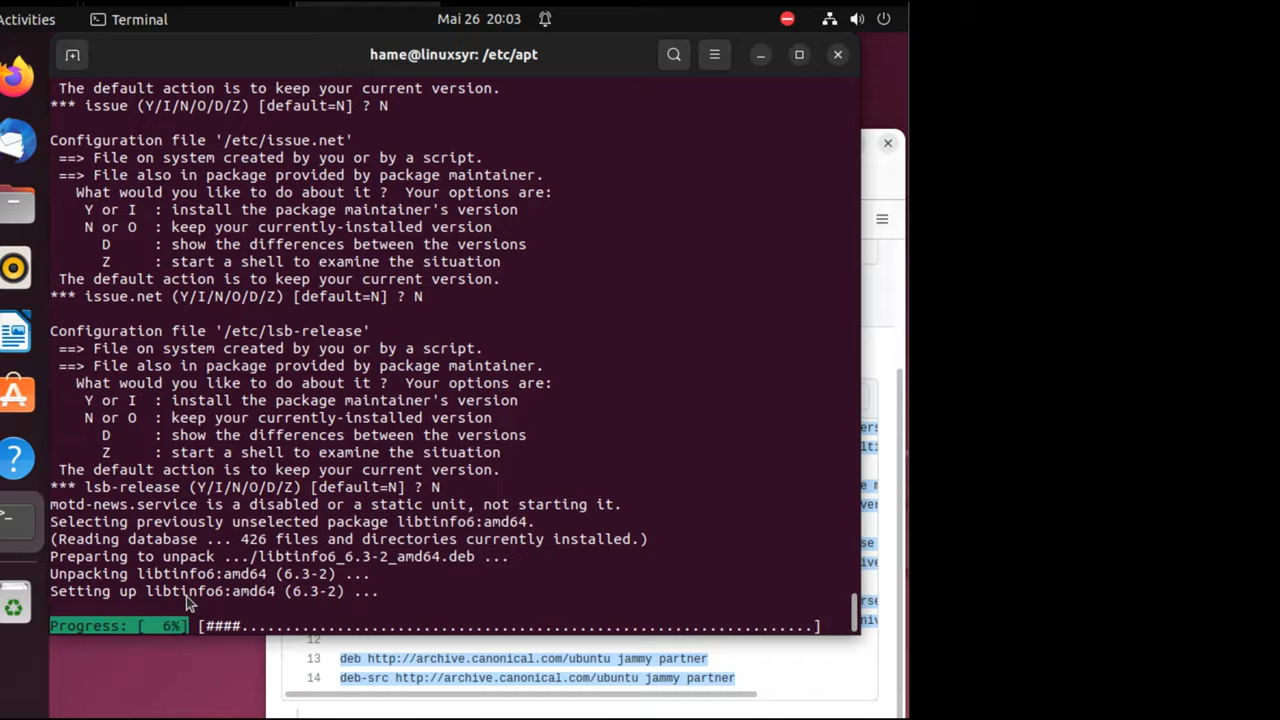 Activities
Terminal
Mai 26 20:03
hame@linuxsyr: /etc/apt
The default action is to keep your current version.
*** issue (Y/I/N/O/D/Z) [default=N] ? N
Configuration file '/etc/issue.net'
==> File on system created by you or by a script.
==> File also in package provided by package maintainer.
What would you like to do about it ?  Your options are:
Y or I  : install the package maintainer's version
N or O  : keep your currently-installed version
D     : show the differences between the versions
Z     : start a shell to examine the situation
The default action is to keep your current version.
*** issue.net (Y/I/N/O/D/Z) [default=N] ? N
Configuration file '/etc/lsb-release'
==> File on system created by you or by a script.
==> File also in package provided by package maintainer.
What would you like to do about it ?  Your options are:
Y or I  : install the package maintainer's version
N or O  : keep your currently-installed version
D     : show the differences between the versions
Z     : start a shell to examine the situation
The default action is to keep your current version.
*** lsb-release (Y/I/N/O/D/Z) [default=N] ? N
motd-news.service is a disabled or a static unit, not starting it.
Selecting previously unselected package libtinfo6:amd64.
(Reading database ... 426 files and directories currently installed.)
Preparing to unpack .../libtinfo6_6.3-2_amd64.deb ...
Unpacking libtinfo6:amd64 (6.3-2) ...
Setting up libtinfo6:amd64 (6.3-2) ...
Progress: [  6%] [####..................................................................]
12
13 deb http://archive.canonical.com/ubuntu jammy partner
14 deb-src http://archive.canonical.com/ubuntu jammy partner